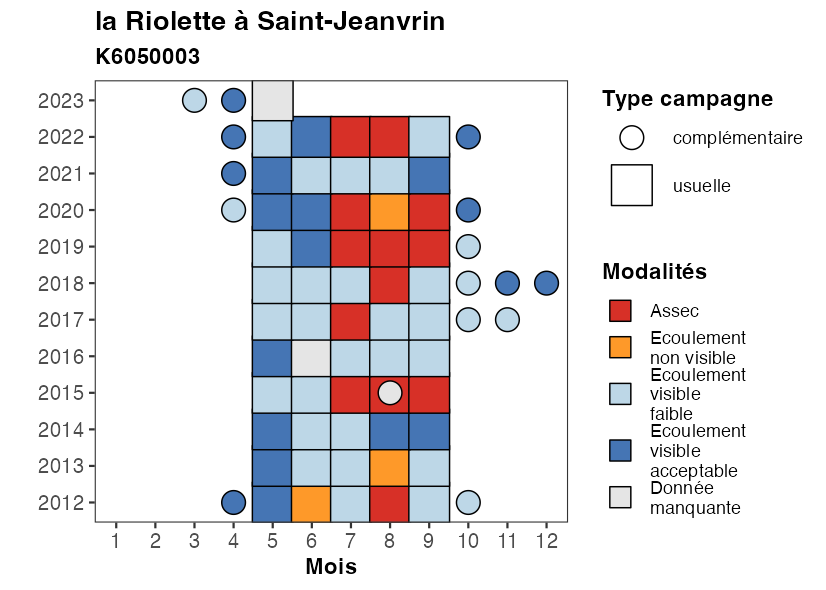 la Riolette à Saint-Jeanvrin
K6050003
2023
2022
2021
2020
2019
2018
2017
2016
2015
2014
2013
2012
1 2 3 4 5 6 7 8 9 10 11 12
Mois
Type campagne
complémentaire
usuelle
Modalités
Assec
Ecoulement
non visible
Ecoulement
visible
faible
Ecoulement
visible
acceptable
Donnée
manquante